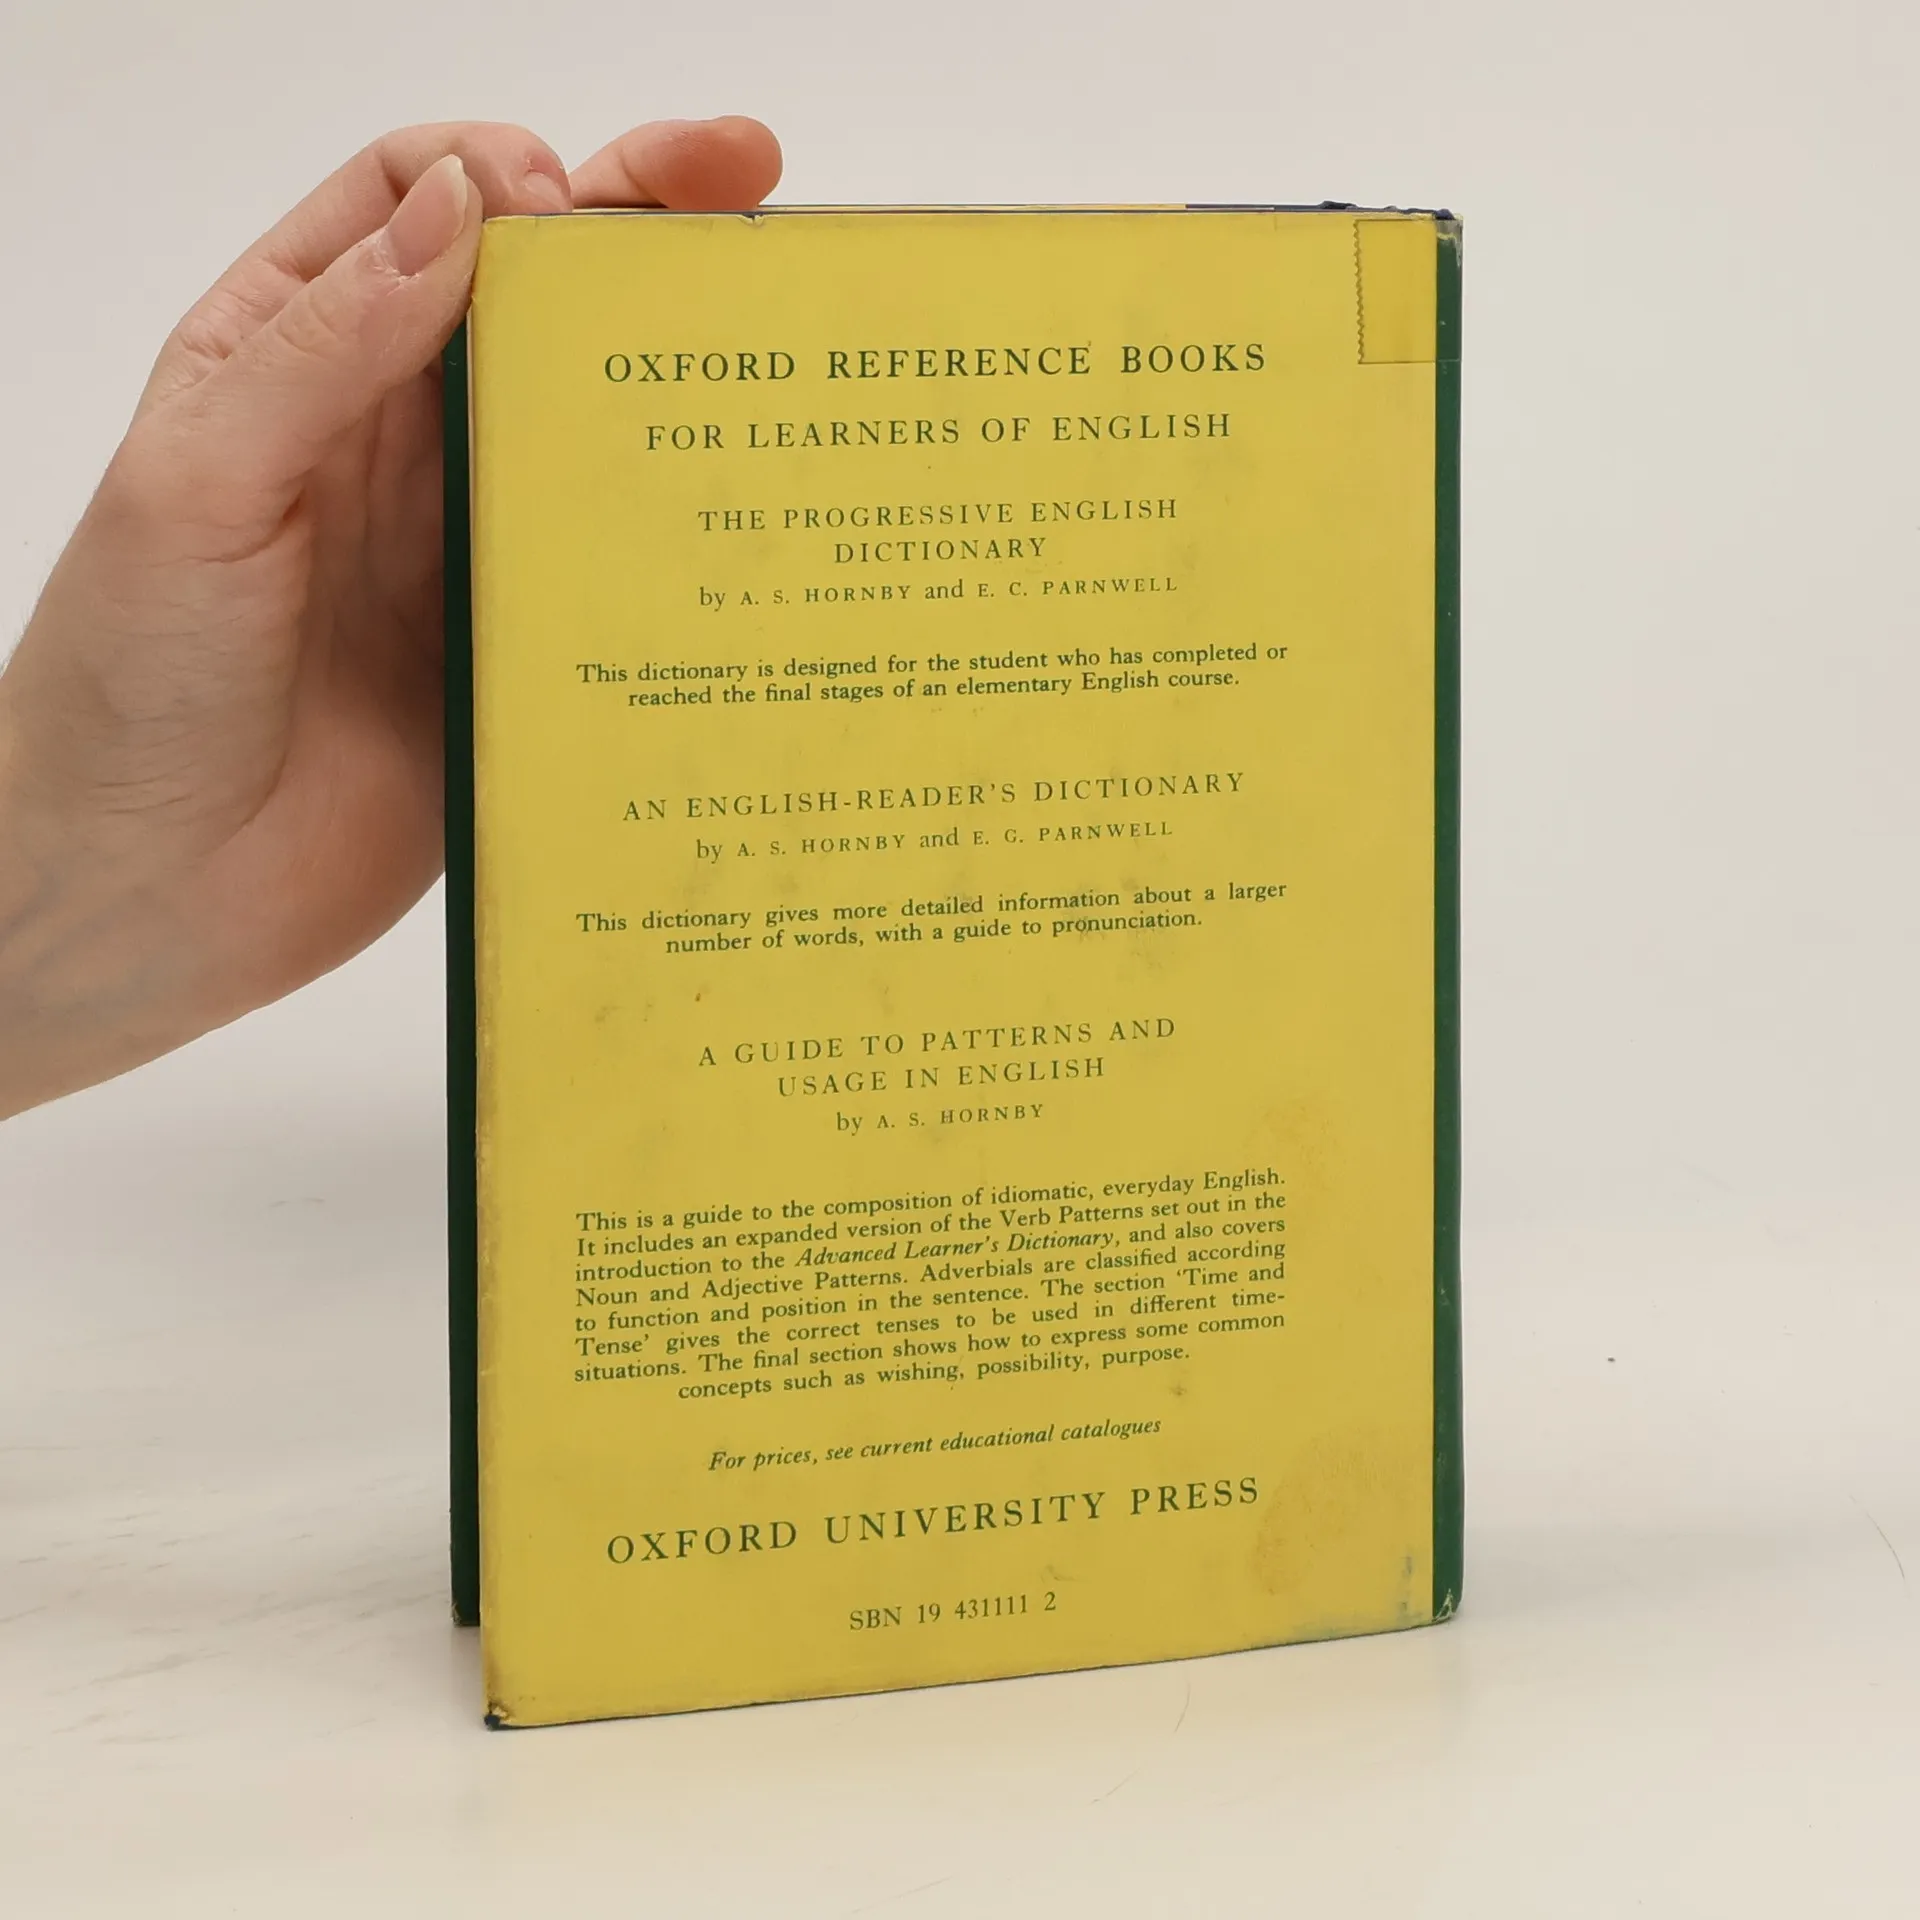 OXFORD REFERENCE BOOKS
FOR LEARNERS OF ENGLISH
THE PROGRESSIVE ENGLISH
DICTIONARY
by A. S. HORNBY and E. C. PARNWELL
This dictionary is designed for the student who has completed or
reached the final stages of an elementary English course.
AN ENGLISH-READER'S DICTIONARY
by A. S. HORNBY and E. C. PARNWELL
This dictionary gives more detailed information about a larger
number of words, with a guide to pronunciation.
A GUIDE TO PATTERNS AND
USAGE IN ENGLISH
by A. S. HORNBY
This is a guide to the composition of idiomatic, everyday English.
It includes an expanded version of the Verb Patterns set out in the
introduction to the Advanced Learner's Dictionary, and also covers
Noun and Adjective Patterns. Adverbials are classified according
to function and position in the sentence. The section 'Time and
Tense' gives the correct tenses to be used in different time-
situations. The final section shows how to express some common
concepts such as wishing, possibility, purpose.
For prices, see current educational catalogues
OXFORD UNIVERSITY PRESS
SBN 19 431111 2